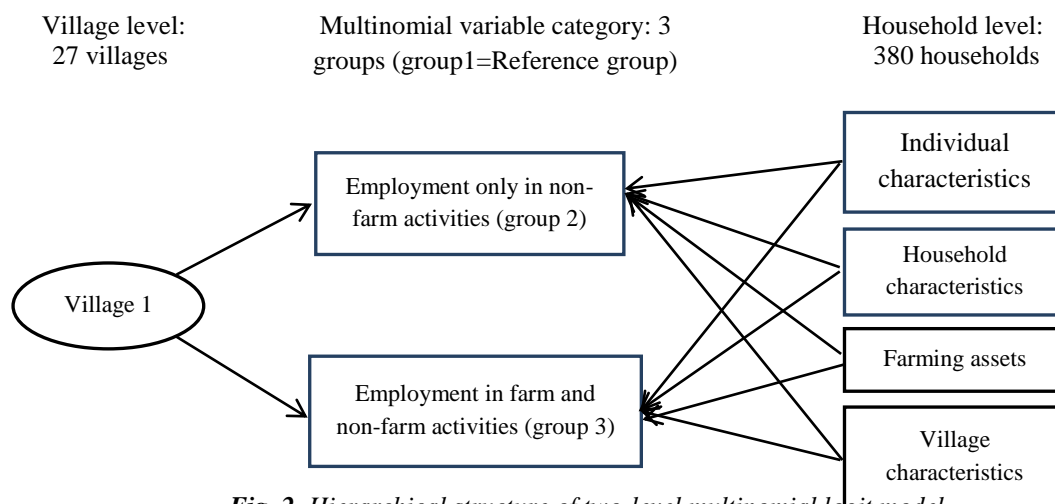 Village level:
27 villages
Multinomial variable category: 3
groups (group1=Reference group)
Household level:
380 households
Employment only in non-
farm activities (group 2)
Village 1
Employment in farm and
non-farm activities (group 3)
Individual
characteristics
Household
characteristics
Farming assets
Village
characteristics
Fig. 2. Hierarchical structure of two-level multinomial logit model